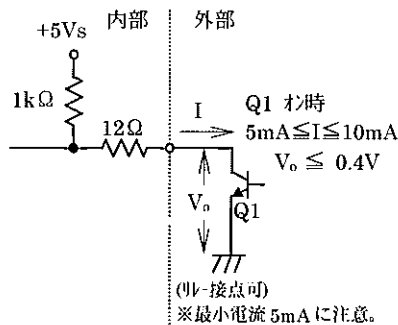 内部 外部
+5Vs
1kΩ
12Ω
I
Q1 オン時
5mA≦I≦10mA
Vo ≦ 0.4V
Vo
Q1
(リレー接点可)
※最小電流5mAに注意。